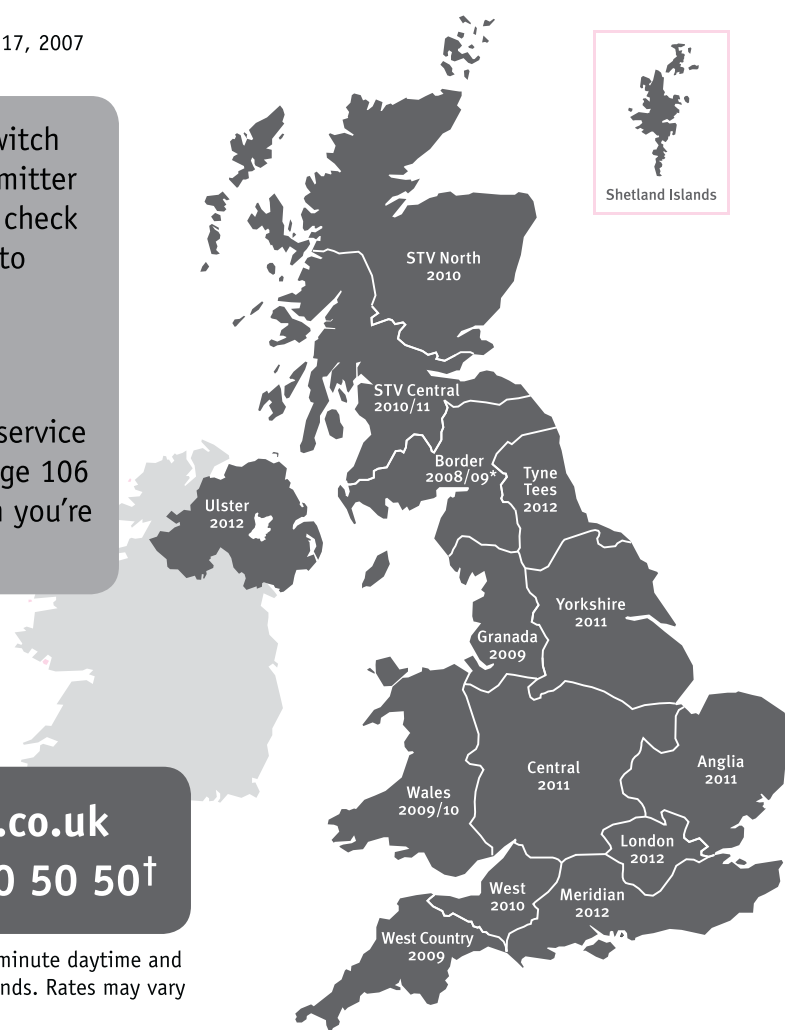 17, 2007
witch
mitter
check
to
service
ge 106
you're
.co.uk
0 50 50†
minute daytime and
nds. Rates may vary
Shetland Islands
STV North
2010
STV Central
2010/11
Border
2008/09*
Tyne
Tees
2012
Ulster
2012
Yorkshire
2011
Granada
2009
Anglia
2011
Central
2011
Wales
2009/10
London
2012
West
2010
Meridian
2012
West Country
2009